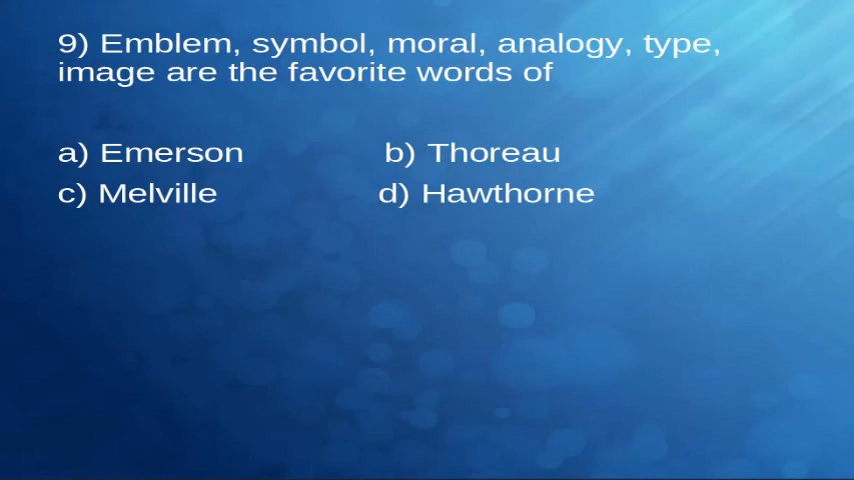 9) Emblem, symbol, moral, analogy, type,
image are the favorite words of
a) Emerson b) Thoreau
c) Melville d) Hawthorne